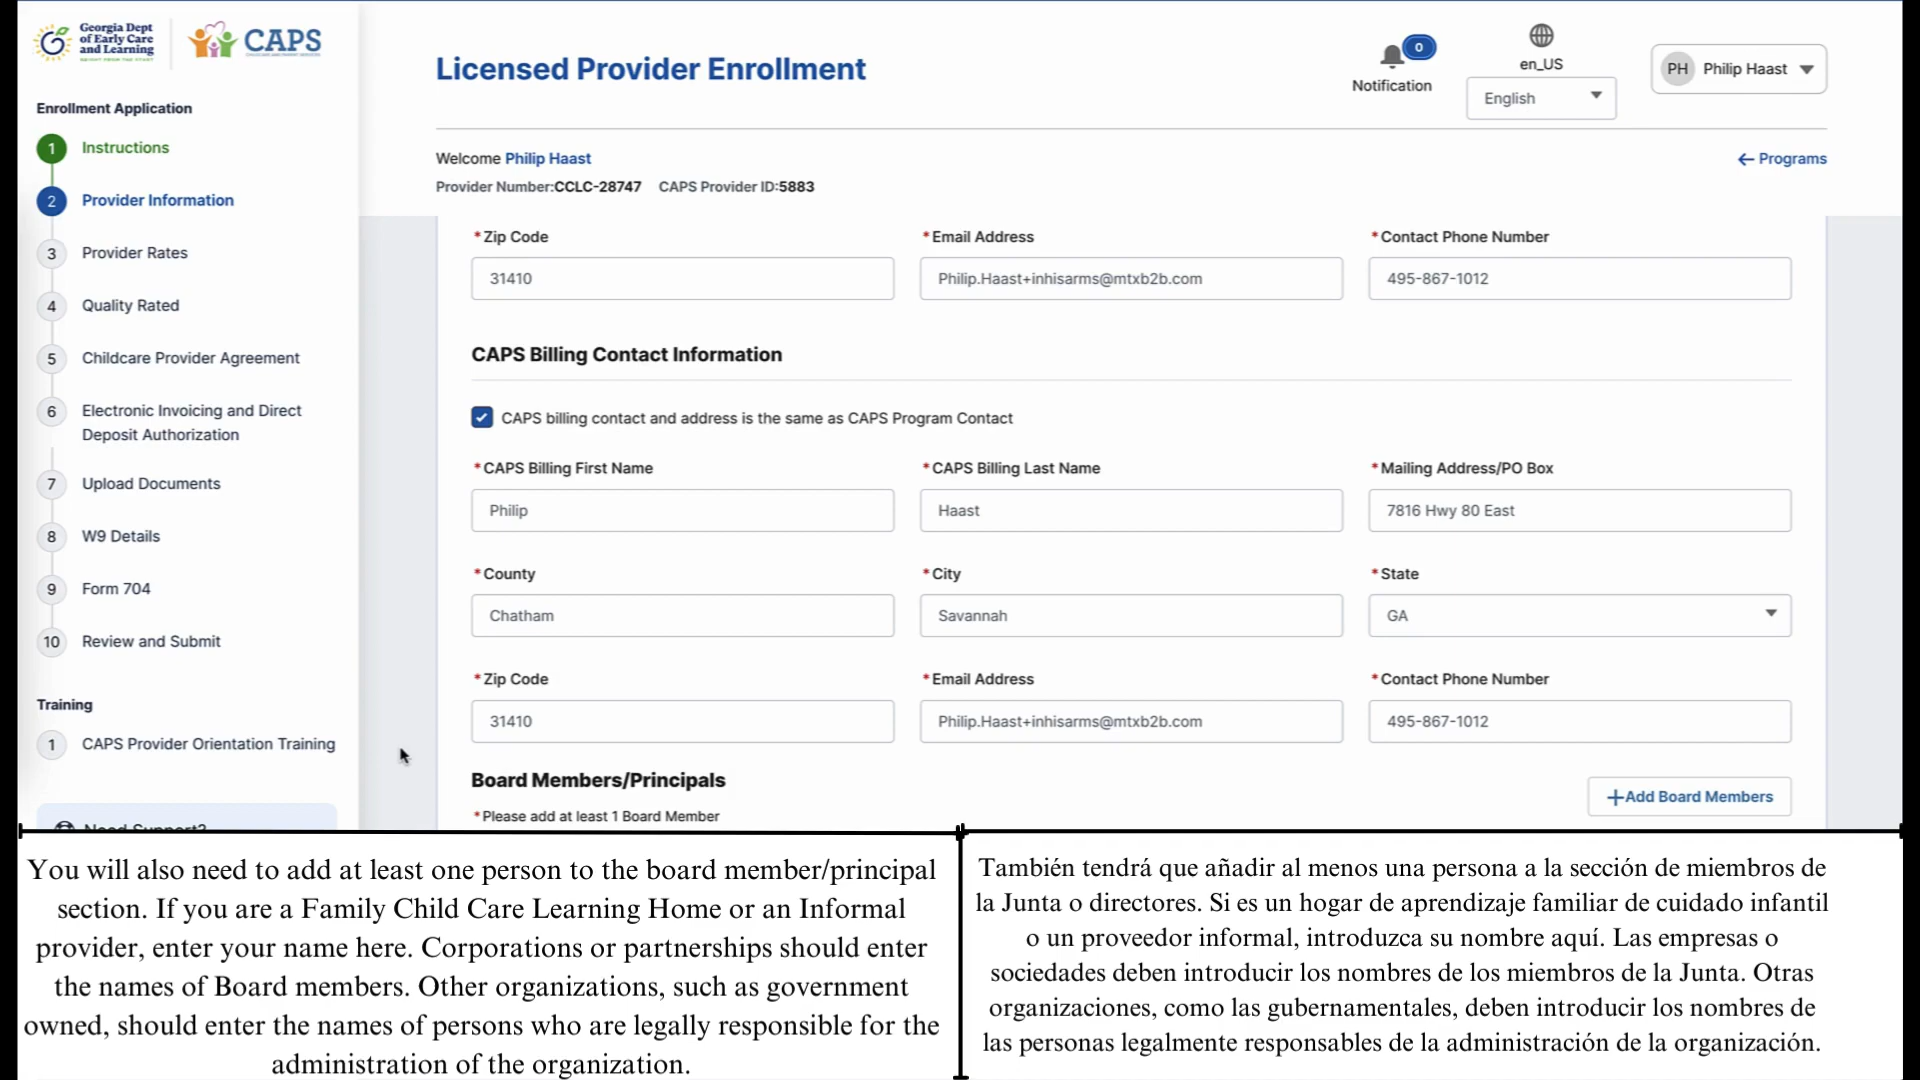 Georgia Dept
of Early Care
and Learning
CAPS
Licensed Provider Enrollment
0
Notification
en_US
English
PH Philip Haast
Enrollment Application
1 Instructions
2 Provider Information
3 Provider Rates
4 Quality Rated
5 Childcare Provider Agreement
6 Electronic Invoicing and Direct
Deposit Authorization
7 Upload Documents
8 W9 Details
9 Form 704
10 Review and Submit
Training
1 CAPS Provider Orientation Training
Need Support?
Welcome Philip Haast
← Programs
Provider Number:CCLC-28747 CAPS Provider ID:5883
*Zip Code *Email Address *Contact Phone Number
31410 Philip.Haast+inhisarms@mtxb2b.com 495-867-1012
CAPS Billing Contact Information
CAPS billing contact and address is the same as CAPS Program Contact
*CAPS Billing First Name *CAPS Billing Last Name *Mailing Address/PO Box
Philip Haast 7816 Hwy 80 East
*County *City *State
Chatham Savannah GA
*Zip Code *Email Address *Contact Phone Number
31410 Philip.Haast+inhisarms@mtxb2b.com 495-867-1012
Board Members/Principals
+Add Board Members
*Please add at least 1 Board Member
You will also need to add at least one person to the board member/principal
section. If you are a Family Child Care Learning Home or an Informal
provider, enter your name here. Corporations or partnerships should enter
the names of Board members. Other organizations, such as government
owned, should enter the names of persons who are legally responsible for the
administration of the organization.
También tendrá que añadir al menos una persona a la sección de miembros de
la Junta o directores. Si es un hogar de aprendizaje familiar de cuidado infantil
o un proveedor informal, introduzca su nombre aquí. Las empresas o
sociedades deben introducir los nombres de los miembros de la Junta. Otras
organizaciones, como las gubernamentales, deben introducir los nombres de
las personas legalmente responsables de la administración de la organización.